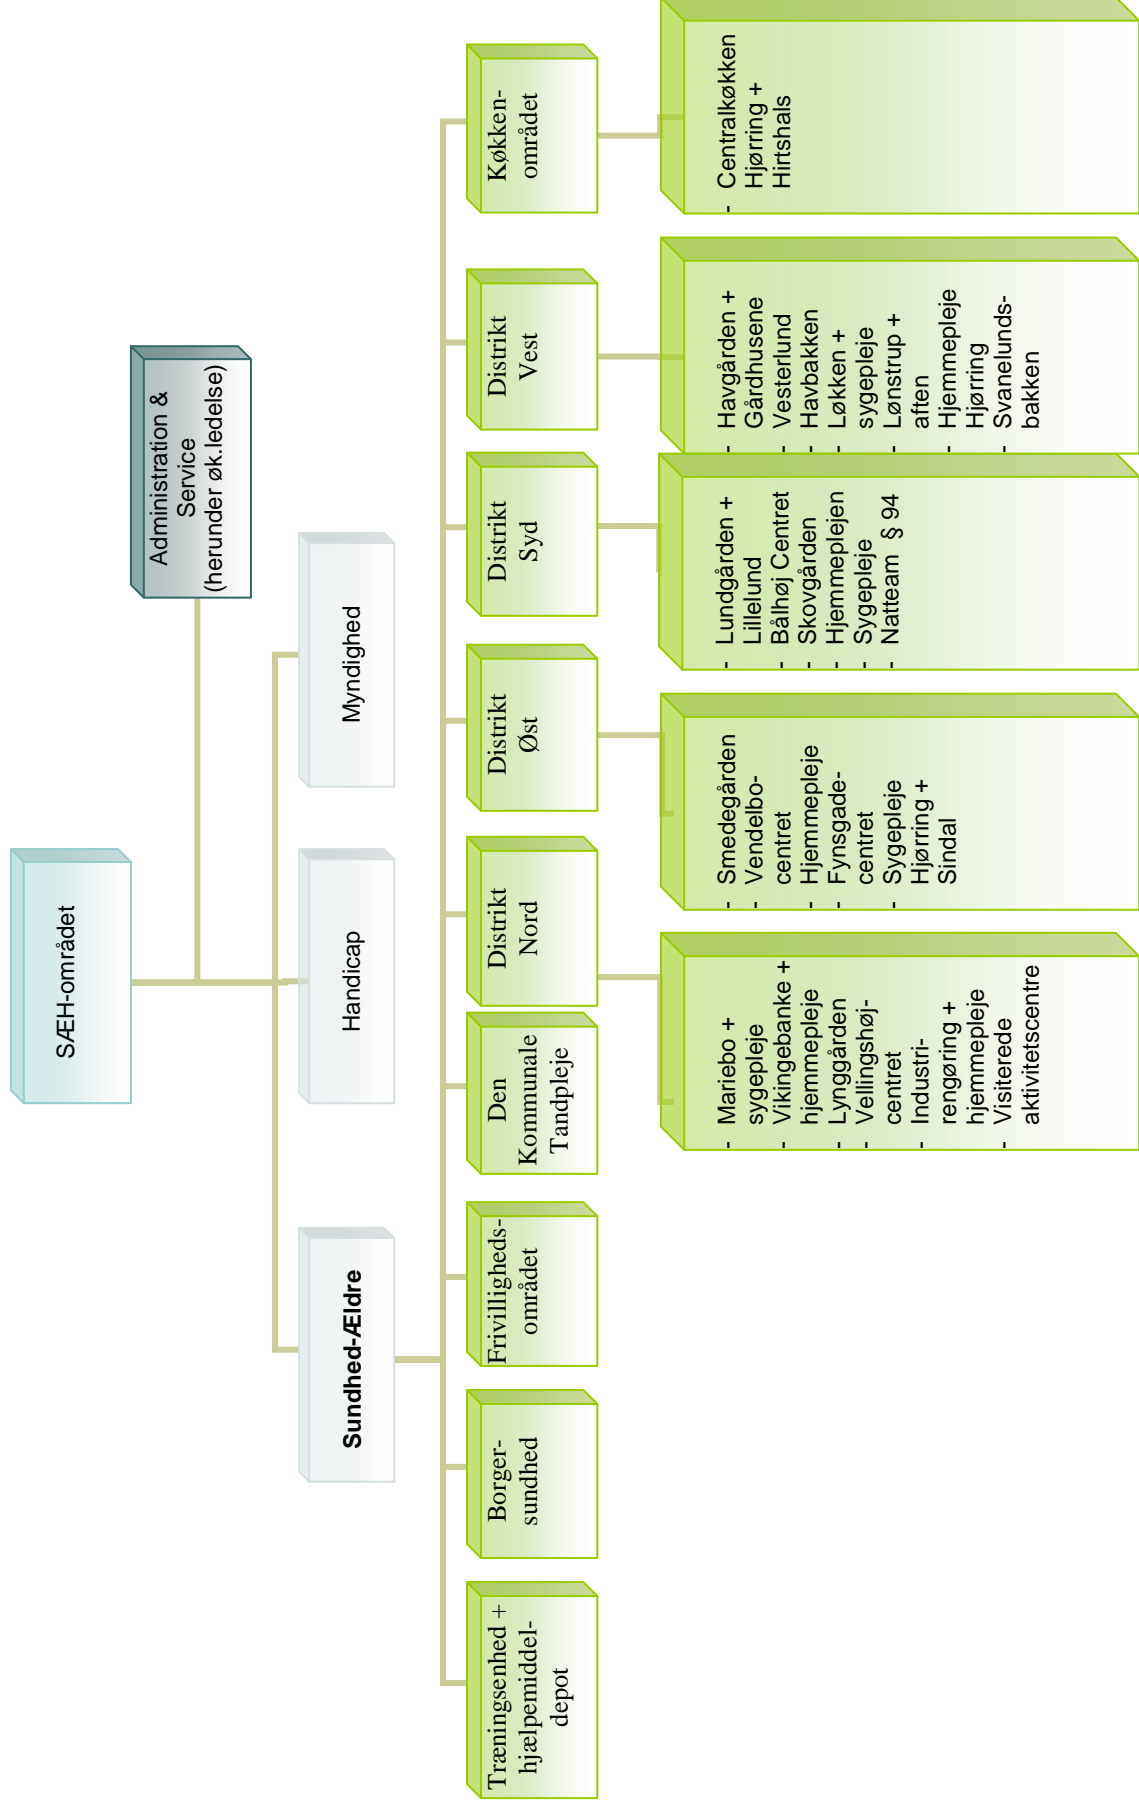 SÆH-området
Administration &
Service
(herunder øk.ledelse)
Sundhed-Ældre
Handicap
Myndighed
Træningsenhed +
hjælpemiddel-
depot
Borger-
sundhed
Frivilligheds-
området
Den
Kommunale
Tandpleje
Distrikt
Nord
Distrikt
Øst
Distrikt
Syd
Distrikt
Vest
Køkken-
området
- Mariebo +
sygepleje
- Vikingebanke +
hjemmepleje
- Lynggården
- Vellingshøj-
centret
- Industri-
rengøring +
hjemmepleje
- Visiterede
aktivitetscentre
- Smedegården
- Vendelbo-
centret
- Hjemmepleje
- Fynsgade-
centret
- Sygepleje
Hjørring +
Sindal
- Lundgården +
Lillelund
- Bålhøj Centret
- Skovgården
- Hjemmeplejen
- Sygepleje
- Natteam § 94
- Havgården +
Gårdhusene
- Vesterlund
- Havbakken
- Løkken +
sygepleje
- Lønstrup +
aften
- Hjemmepleje
Hjørring
- Svanelunds-
bakken
- Centralkøkken
Hjørring +
Hirtshals